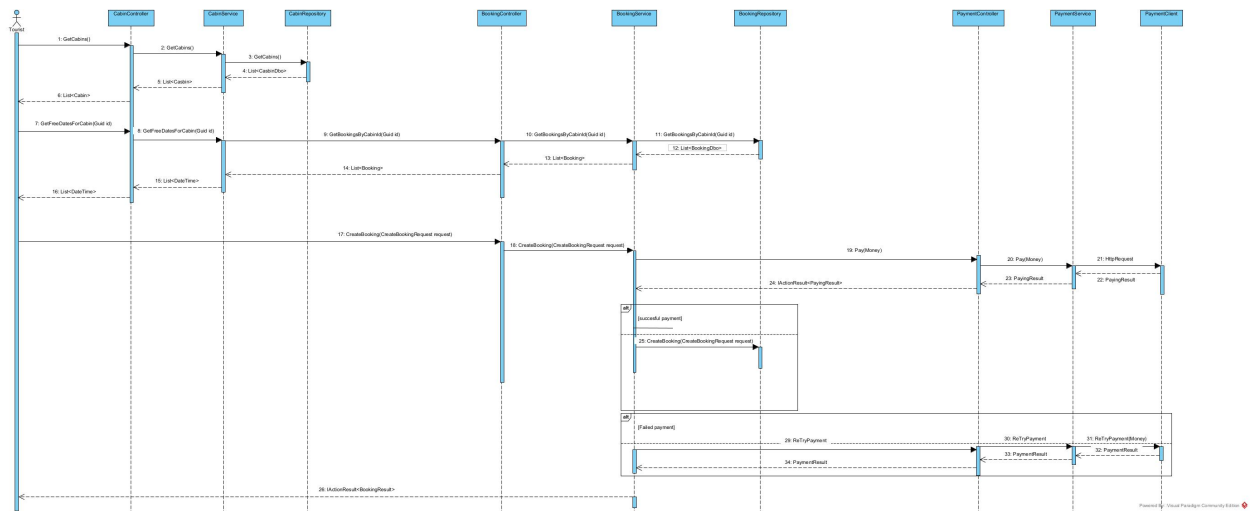 CabinController
CabinService
CabinRepository
BookingController
BookingService
BookingRepository
PaymentController
PaymentService
PaymentClient
Tourist
1: GetCabins()
2: GetCabins()
3: GetCabins()
4: List<CasbinDbo>
5: List<Casbin>
6: List<Cabin>
7: GetFreeDatesForCabin(Guid id)
8: GetFreeDatesForCabin(Guid id)
9: GetBookingsByCabinId(Guid id)
10: GetBookingsByCabinId(Guid id)
11: GetBookingsByCabinId(Guid id)
12: List<BookingDbo>
13: List<Booking>
14: List<Booking>
15: List<DateTime>
16: List<DateTime>
17: CreateBooking(CreateBookingRequest request)
18: CreateBooking(CreateBookingRequest request)
19: Pay(Money)
20: Pay(Money)
21: HttpRequest
22: PayingResult
23: PayingResult
24: IActionResult<PayingResult>
alt
[succesful payment]
25: CreateBooking(CreateBookingRequest request)
alt
[Failed payment]
29: ReTryPayment
30: ReTryPayment
31: ReTryPayment(Money)
32: PaymentResult
33: PaymentResult
34: PaymentResult
26: IActionResult<BookingResult>
Powered By Visual Paradigm Community Edition